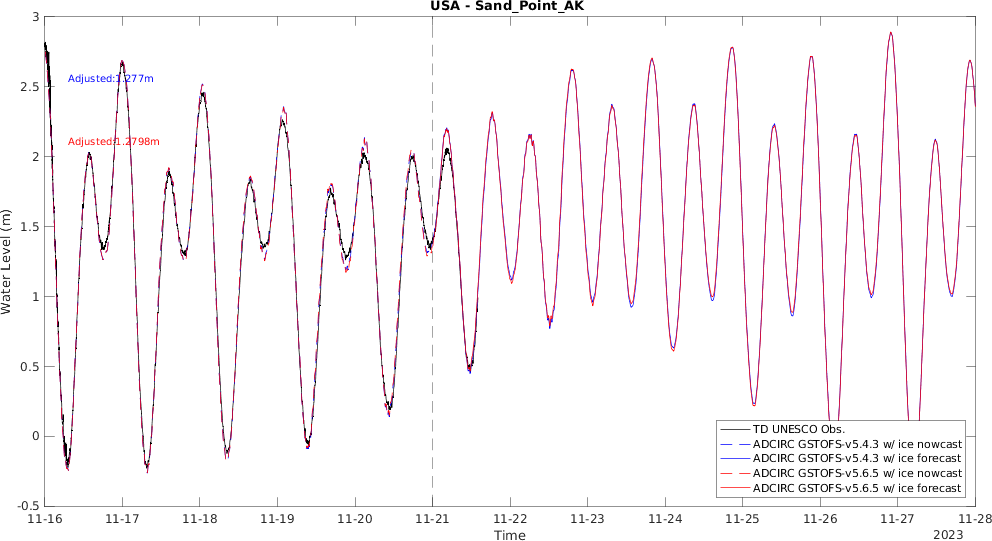 USA - Sand_Point_AK
3
2.5
2
1.5
1
0.5
0
-0.5
Water Level (m)
Adjusted:1.277m
Adjusted:1.2798m
TD UNESCO Obs.
ADCIRC GSTOFS-v5.4.3 w/ ice nowcast
ADCIRC GSTOFS-v5.4.3 w/ ice forecast
ADCIRC GSTOFS-v5.6.5 w/ ice nowcast
ADCIRC GSTOFS-v5.6.5 w/ ice forecast
11-16 11-17 11-18 11-19 11-20 11-21 11-22 11-23 11-24 11-25 11-26 11-27 11-28
Time
2023